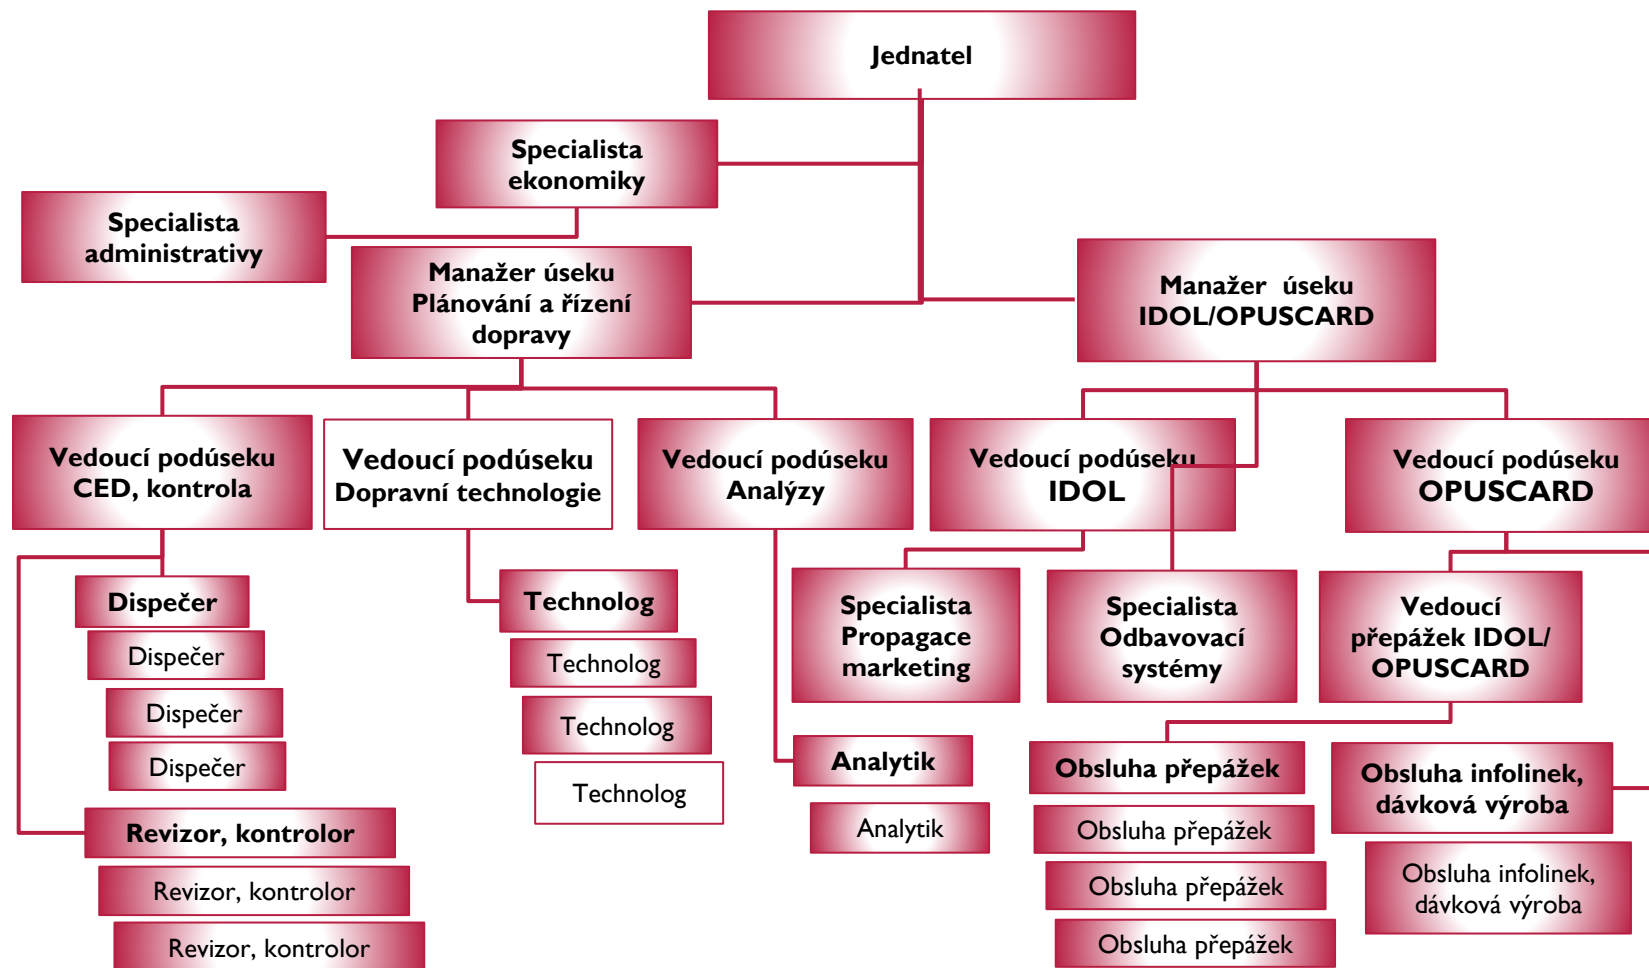 Jednatel
Specialista
ekonomiky
Specialista
administrativy
Manažer úseku
Plánování a řízení
dopravy
Manažer  úseku
IDOL/OPUSCARD
Vedoucí podúseku
CED, kontrola
Vedoucí podúseku
Dopravní technologie
Vedoucí podúseku
Analýzy
Vedoucí podúseku
IDOL
Vedoucí podúseku
OPUSCARD
Dispečer
Dispečer
Dispečer
Dispečer
Revizor, kontrolor
Revizor, kontrolor
Revizor, kontrolor
Technolog
Technolog
Technolog
Technolog
Analytik
Analytik
Specialista
Propagace
marketing
Specialista
Odbavovací
systémy
Vedoucí
přepážek IDOL/
OPUSCARD
Obsluha přepážek
Obsluha přepážek
Obsluha přepážek
Obsluha přepážek
Obsluha infolinek,
dávková výroba
Obsluha infolinek,
dávková výroba